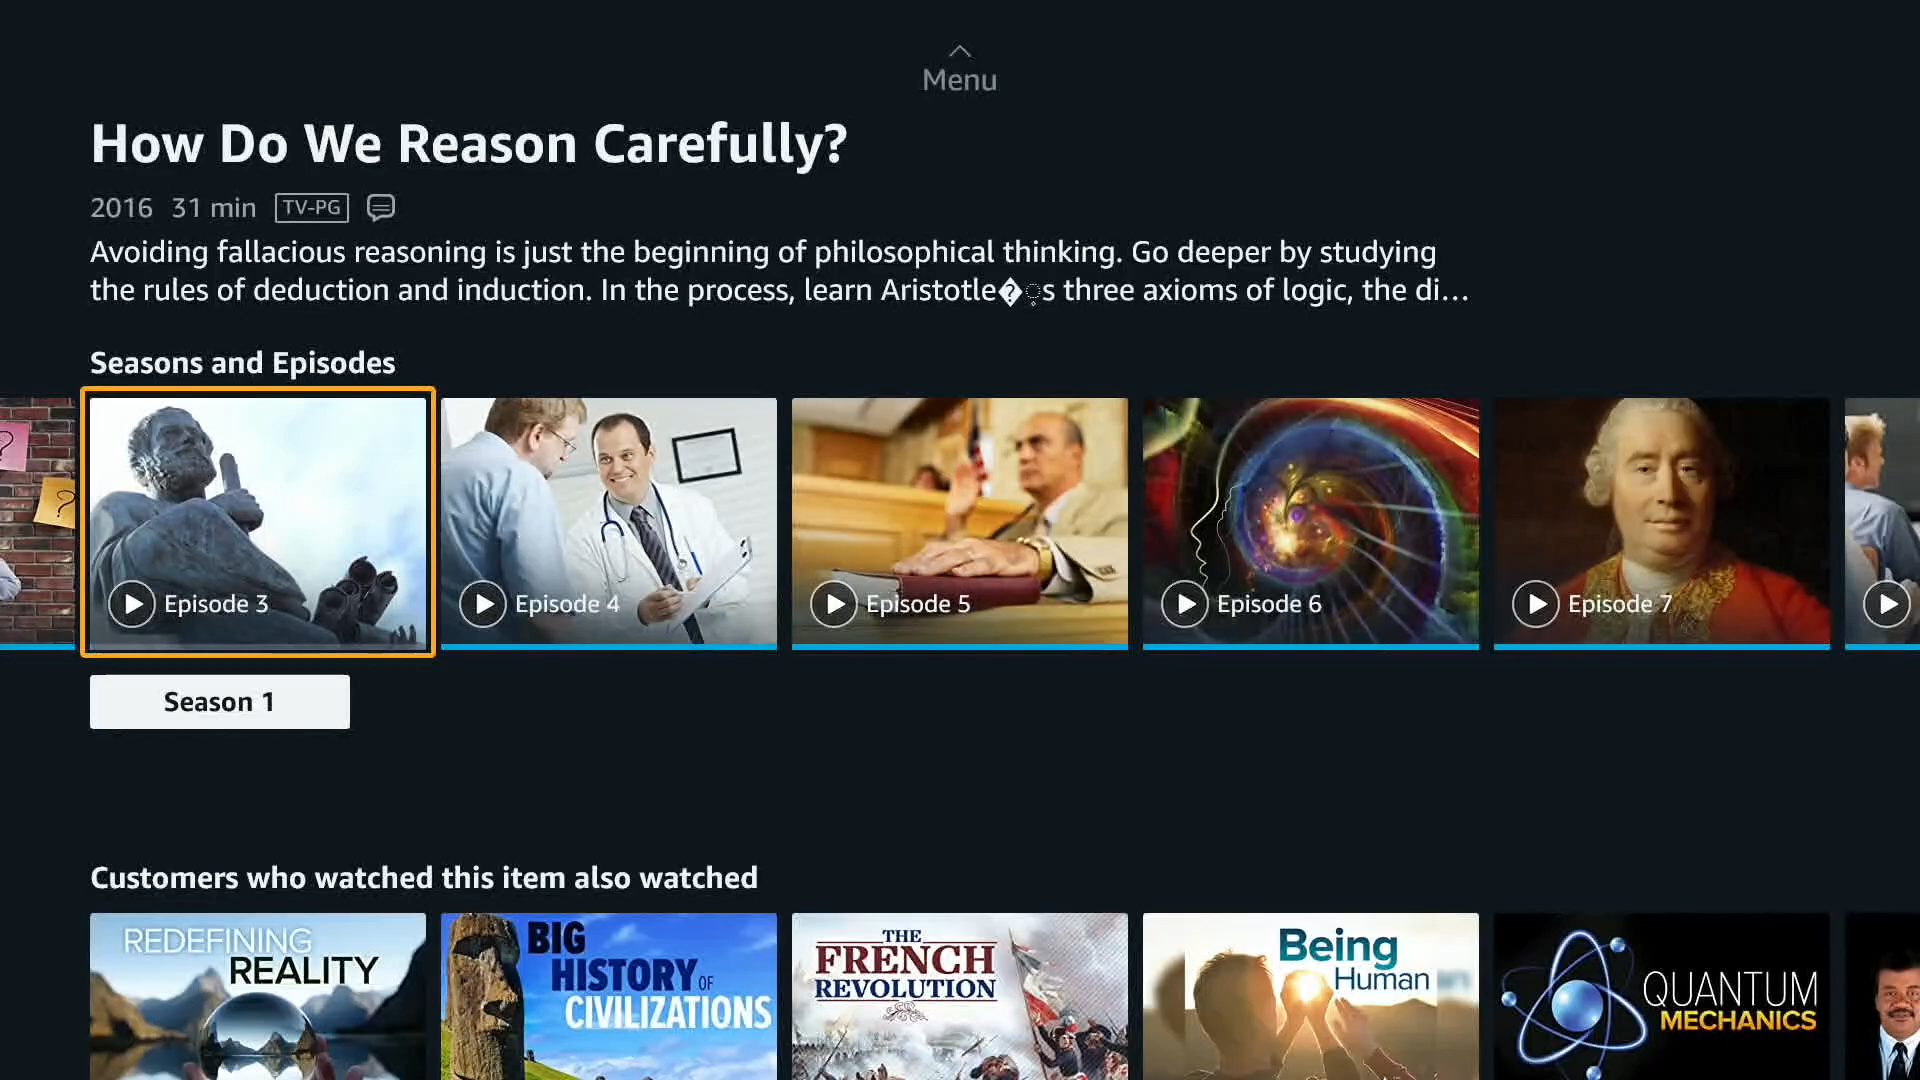 Menu
How Do We Reason Carefully?
2016 31 min TV-PG
Avoiding fallacious reasoning is just the beginning of philosophical thinking. Go deeper by studying
the rules of deduction and induction. In the process, learn Aristotle�़s three axioms of logic, the di…
Seasons and Episodes
?
?
Episode 3
Episode 4
Episode 5
Episode 6
Episode 7
Season 1
Customers who watched this item also watched
REDEFINING
REALITY
BIG
HISTORY OF
CIVILIZATIONS
THE
FRENCH
REVOLUTION
Being
Human
QUANTUM
MECHANICS